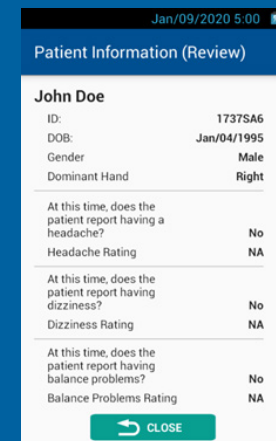 Jan/09/2020 5:00
Patient Information (Review)
John Doe
ID: 1737SA6
DOB: Jan/04/1995
Gender Male
Dominant Hand Right
At this time, does the
patient report having a
headache? No
Headache Rating NA
At this time, does the
patient report having
dizziness? No
Dizziness Rating NA
At this time, does the
patient report having
balance problems? No
Balance Problems Rating NA
CLOSE